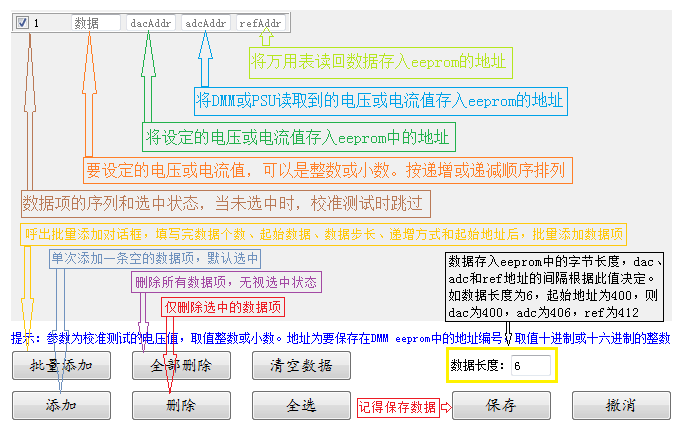 1 数据 dacAddr adcAddr refAddr
将万用表读回数据存入eeprom的地址
将DMM或PSU读取到的电压或电流值存入eeprom的地址
将设定的电压或电流值存入eeprom中的地址
要设定的电压或电流值，可以是整数或小数。按递增或递减顺序排列
数据项的序列和选中状态，当未选中时，校准测试时跳过
呼出批量添加对话框，填写完数据个数、起始数据、数据步长、递增方式和起始地址后，批量添加数据项
单次添加一条空的数据项，默认选中
删除所有数据项，无视选中状态
仅删除选中的数据项
数据存入eeprom中的字节长度，dac、
adc和ref地址的间隔根据此值决定。
如数据长度为6，起始地址为400，则
dac为400，adc为406，ref为412
提示：参数为校准测试的电压值，取值整数或小数。地址为要保存在DMM eeprom中的地址编号，取值十进制或十六进制的整数
批量添加 全部删除 清空数据 数据长度：6
添加 删除 全选 记得保存数据 保存 撤消